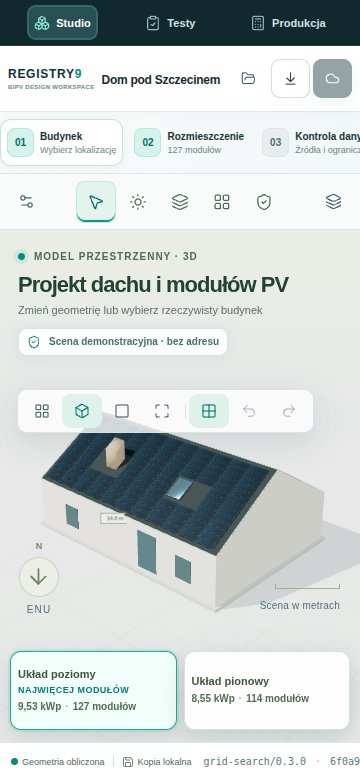 Studio
Testy
Produkcja
REGISTRY9
BIPV DESIGN WORKSPACE
Dom pod Szczecinem
01
Budynek
Wybierz lokalizację
02
Rozmieszczenie
127 modułów
03
Kontrola dany
Źródła i ogranic
MODEL PRZESTRZENNY · 3D
Projekt dachu i modułów PV
Zmień geometrię lub wybierz rzeczywisty budynek
Scena demonstracyjna · bez adresu
14.0 m
N
ENU
Scena w metrach
Układ poziomy
NAJWIĘCEJ MODUŁÓW
9,53 kWp · 127 modułów
Układ pionowy
8,55 kWp · 114 modułów
Geometria obliczona
Kopia lokalna
grid-search/0.3.0 · 6f0a